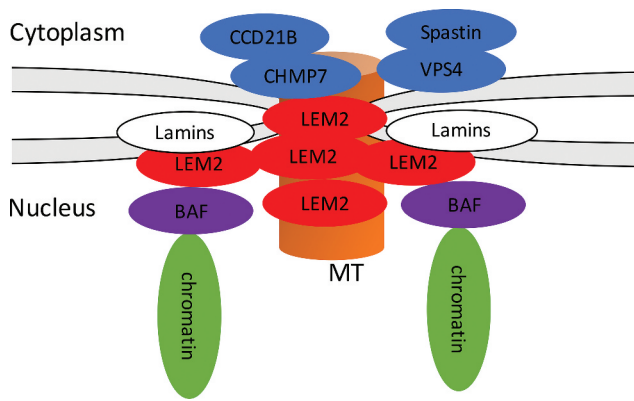 Cytoplasm
CCD21B
Spastin
CHMP7
VPS4
LEM2
Lamins
Lamins
LEM2
LEM2
LEM2
Nucleus
BAF
LEM2
BAF
MT
chromatin
chromatin